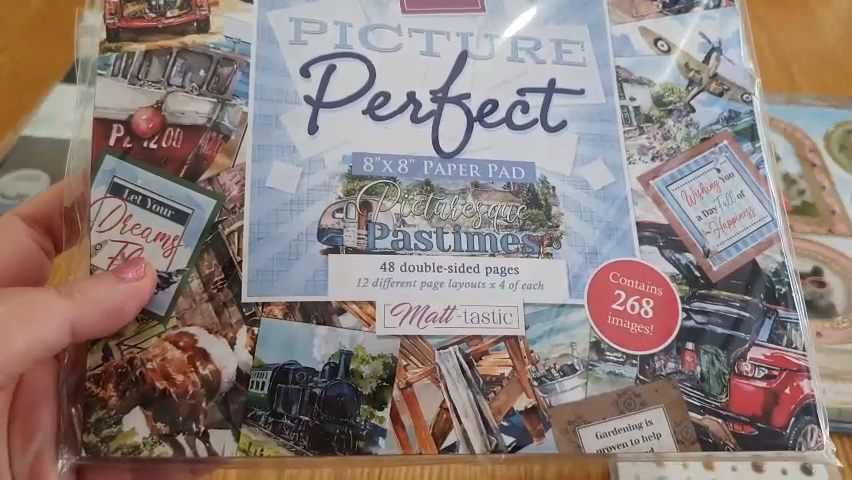 PICTURE
Perfect
8"x8" PAPER PAD
Picturesque
Pastimes
48 double-sided pages
12 different page layouts x 4 of each
Matt-tastic
Contains
268
images!
LET YOUR
Dreams
Wishing You
a Day Full of
Happiness
Gardening is
proven to help